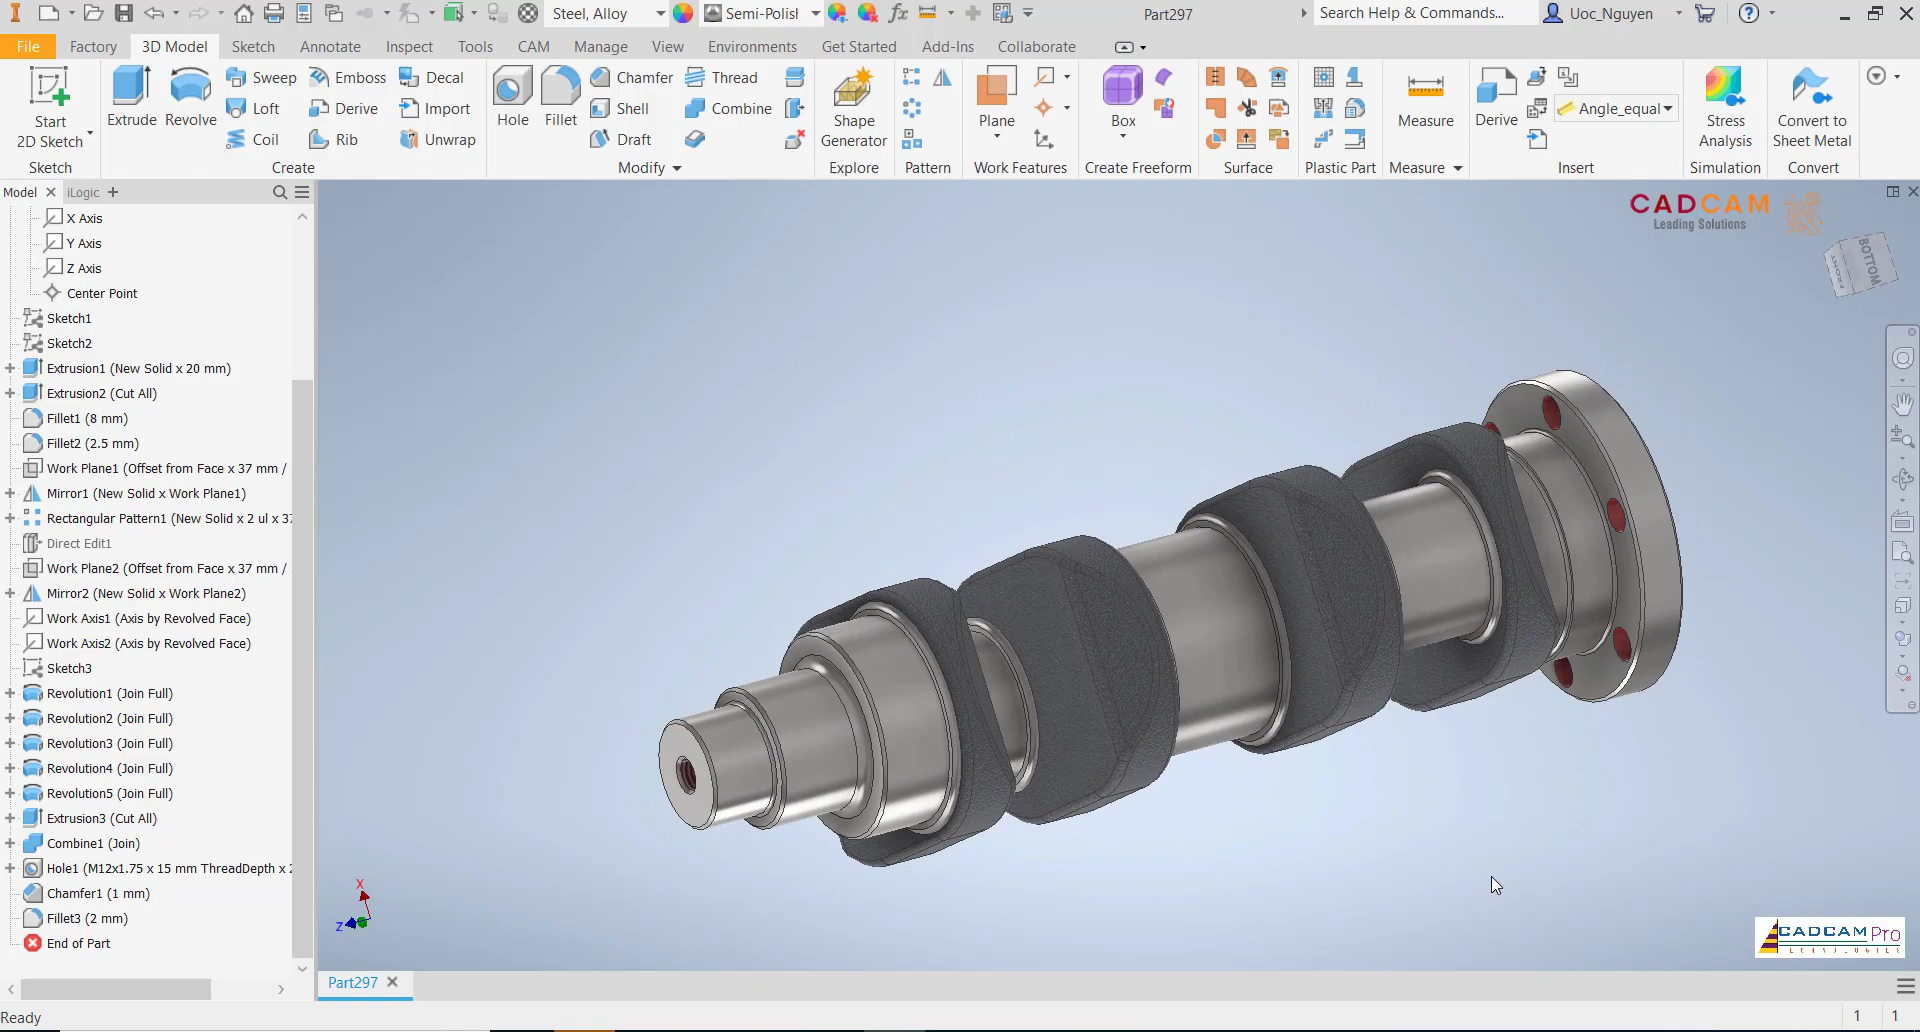 Steel, Alloy
Semi-Polisl
Part297
Search Help & Commands...
Uoc_Nguyen
File
Factory
3D Model
Sketch
Annotate
Inspect
Tools
CAM
Manage
View
Environments
Get Started
Add-Ins
Collaborate
Start
2D Sketch
Sketch
Extrude
Revolve
Sweep
Loft
Coil
Emboss
Derive
Rib
Decal
Import
Unwrap
Create
Hole
Fillet
Chamfer
Shell
Draft
Thread
Combine
Modify
Shape
Generator
Explore
Pattern
Plane
Work Features
Box
Create Freeform
Surface
Plastic Part
Measure
Measure
Derive
Angle_equal
Insert
Stress
Analysis
Simulation
Convert to
Sheet Metal
Convert
Model
iLogic
X Axis
Y Axis
Z Axis
Center Point
Sketch1
Sketch2
Extrusion1 (New Solid x 20 mm)
Extrusion2 (Cut All)
Fillet1 (8 mm)
Fillet2 (2.5 mm)
Work Plane1 (Offset from Face x 37 mm /
Mirror1 (New Solid x Work Plane1)
Rectangular Pattern1 (New Solid x 2 ul x 37
Direct Edit1
Work Plane2 (Offset from Face x 37 mm /
Mirror2 (New Solid x Work Plane2)
Work Axis1 (Axis by Revolved Face)
Work Axis2 (Axis by Revolved Face)
Sketch3
Revolution1 (Join Full)
Revolution2 (Join Full)
Revolution3 (Join Full)
Revolution4 (Join Full)
Revolution5 (Join Full)
Extrusion3 (Cut All)
Combine1 (Join)
Hole1 (M12x1.75 x 15 mm ThreadDepth x 2
Chamfer1 (1 mm)
Fillet3 (2 mm)
End of Part
CADCAM
Leading Solutions
BOTTOM
FRONT
X
Z
CADCAM Pro
Part297
Ready
1
1